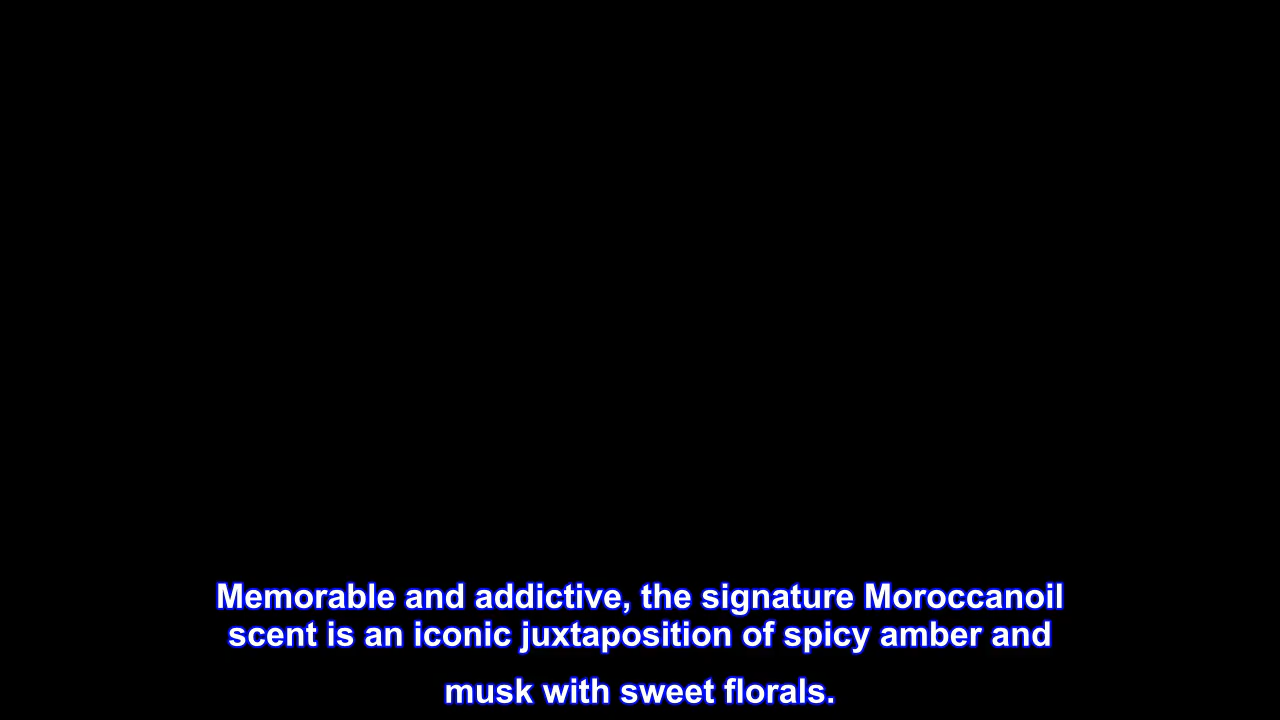 Memorable and addictive, the signature Moroccanoil
scent is an iconic juxtaposition of spicy amber and
musk with sweet florals.